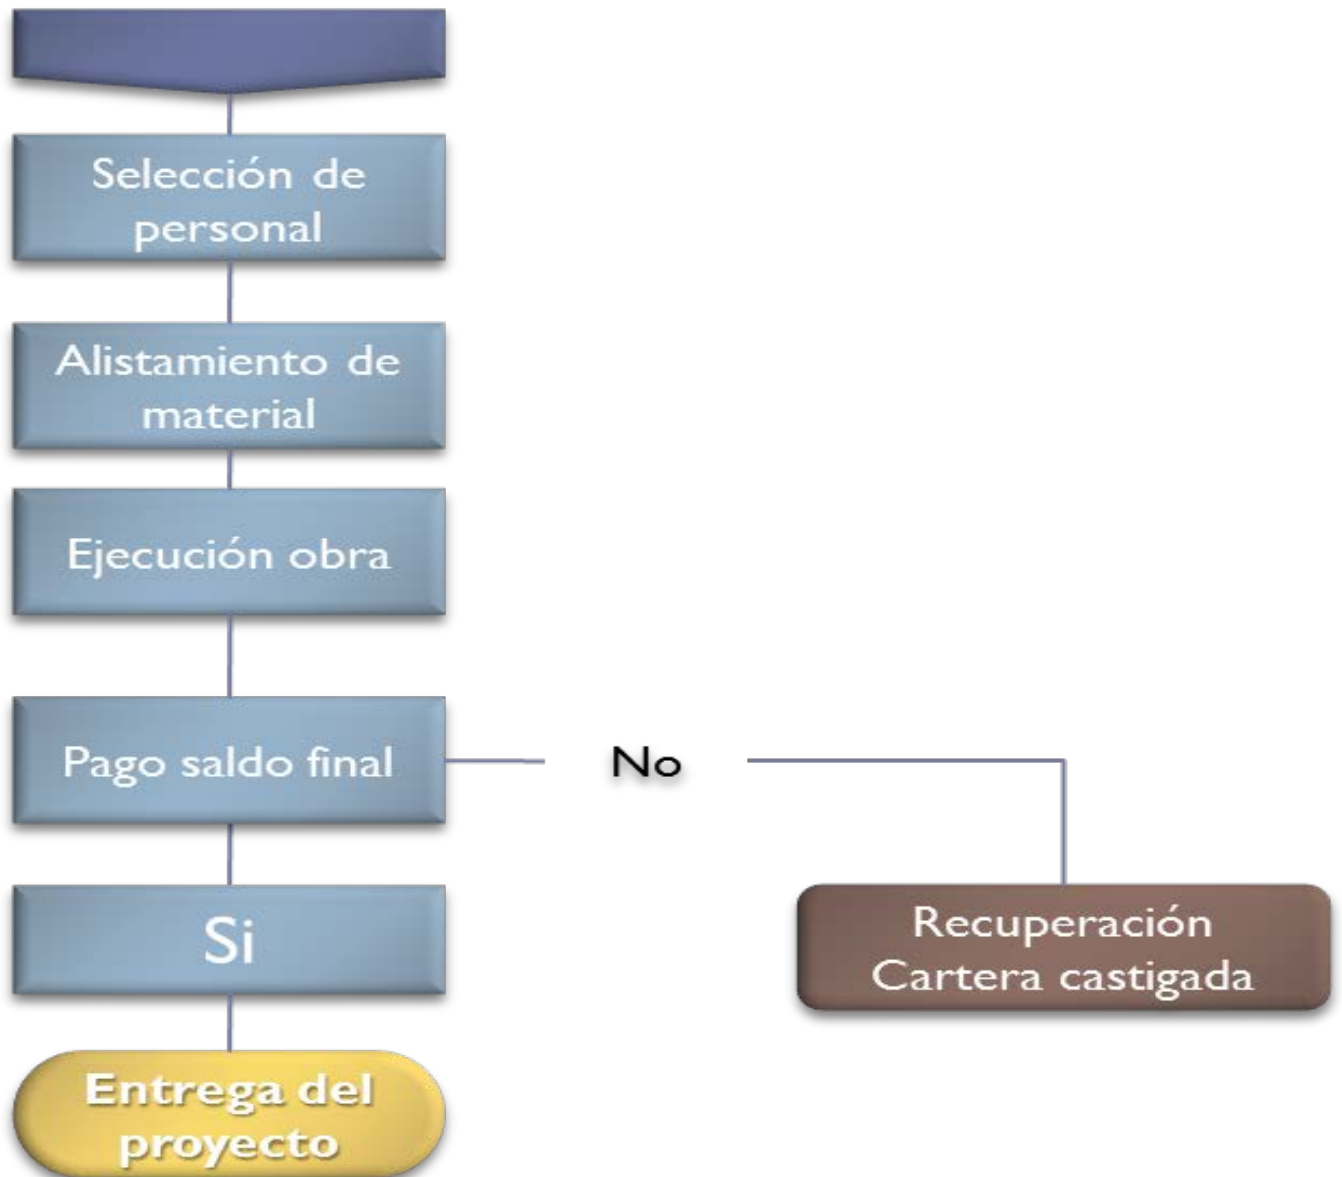 Selección de
personal
Alistamiento de
material
Ejecución obra
Pago saldo final
No
Si
Recuperación
Cartera castigada
Entrega del
proyecto